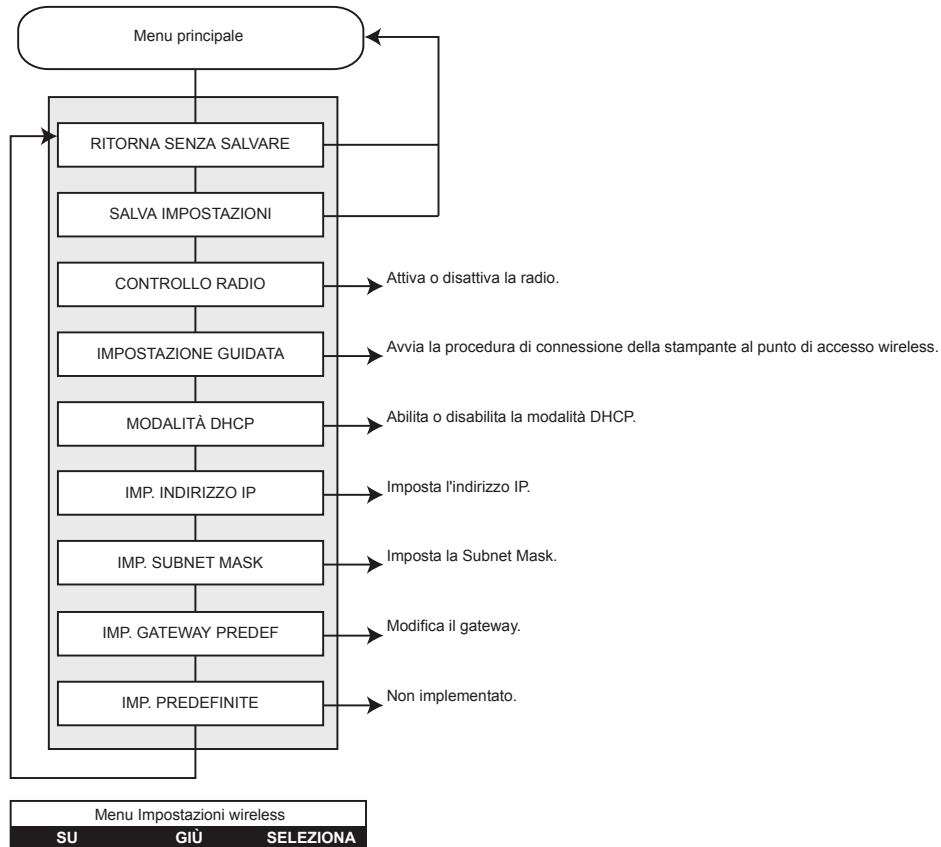 Menu principale
RITORNA SENZA SALVARE
SALVA IMPOSTAZIONI
CONTROLLO RADIO
Attiva o disattiva la radio.
IMPOSTAZIONE GUIDATA
Avvia la procedura di connessione della stampante al punto di accesso wireless.
MODALITÀ DHCP
Abilita o disabilita la modalità DHCP.
IMP. INDIRIZZO IP
Imposta l'indirizzo IP.
IMP. SUBNET MASK
Imposta la Subnet Mask.
IMP. GATEWAY PREDEF
Modifica il gateway.
IMP. PREDEFINITE
Non implementato.
Menu Impostazioni wireless
SU GIÙ SELEZIONA